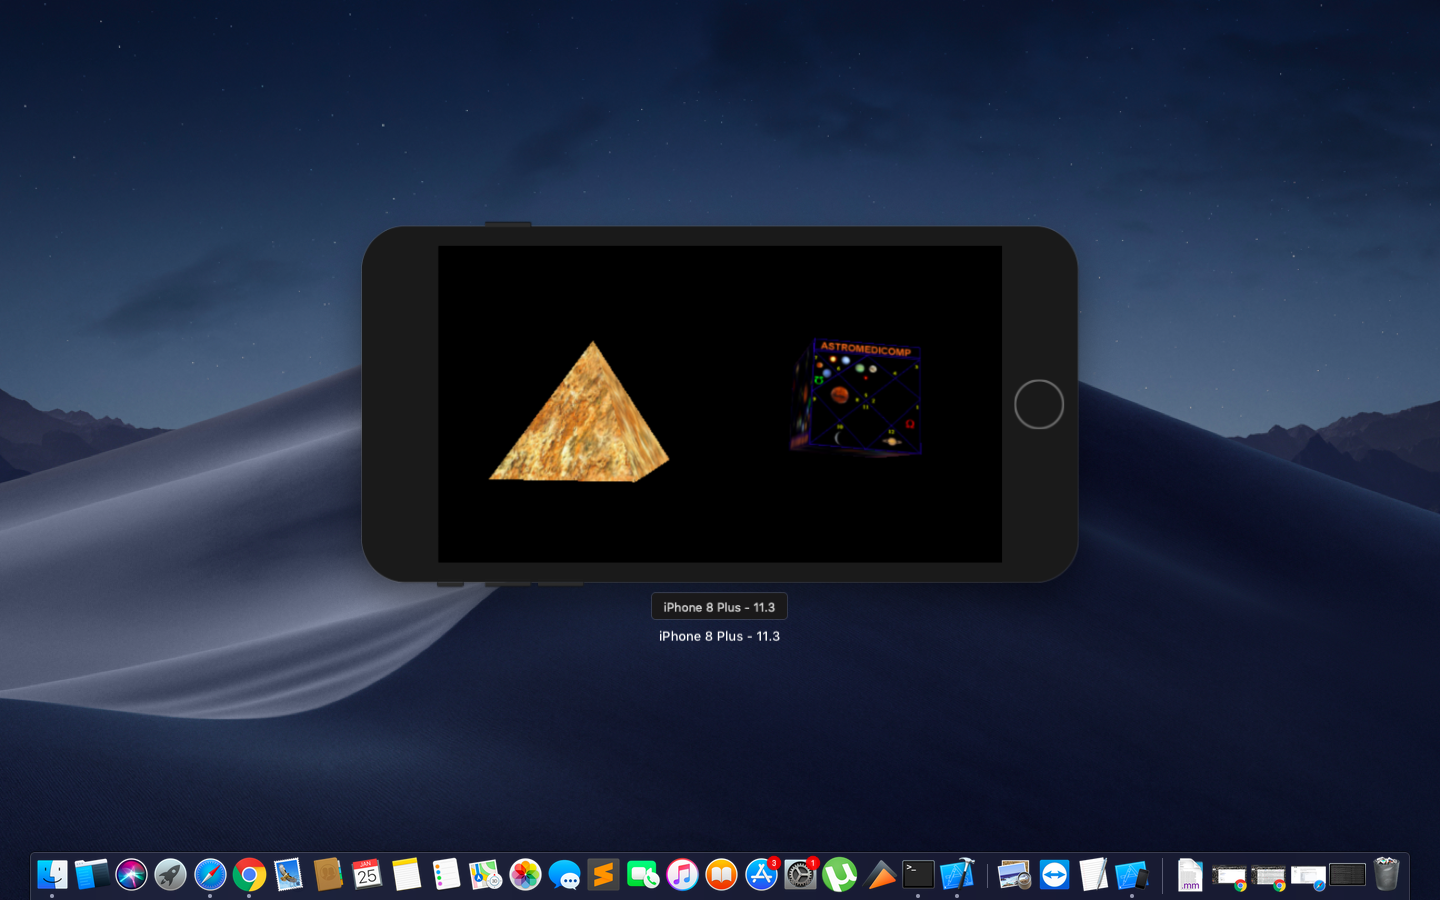 ASTROMEDICOMP
iPhone 8 Plus - 11.3
iPhone 8 Plus - 11.3
JAN
25
3
1
.mm